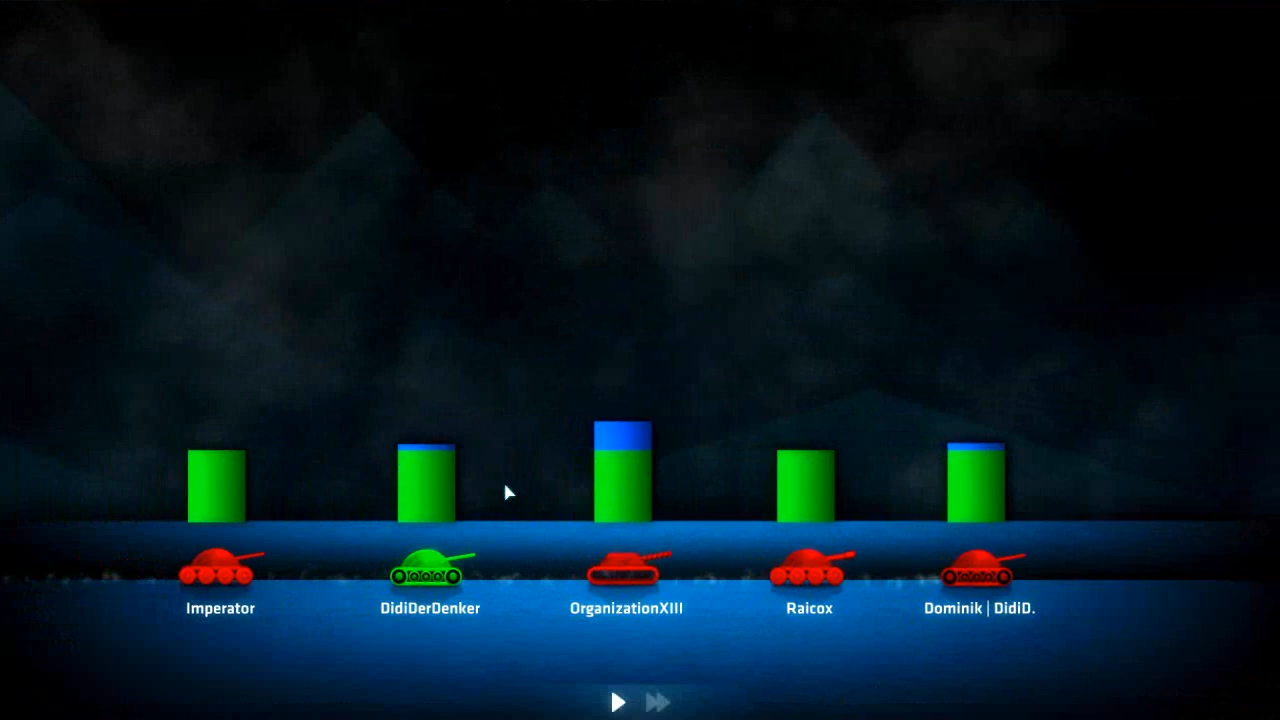 Imperator
DidiDerDenker
OrganizationXIII
Raicox
Dominik | DidiD.